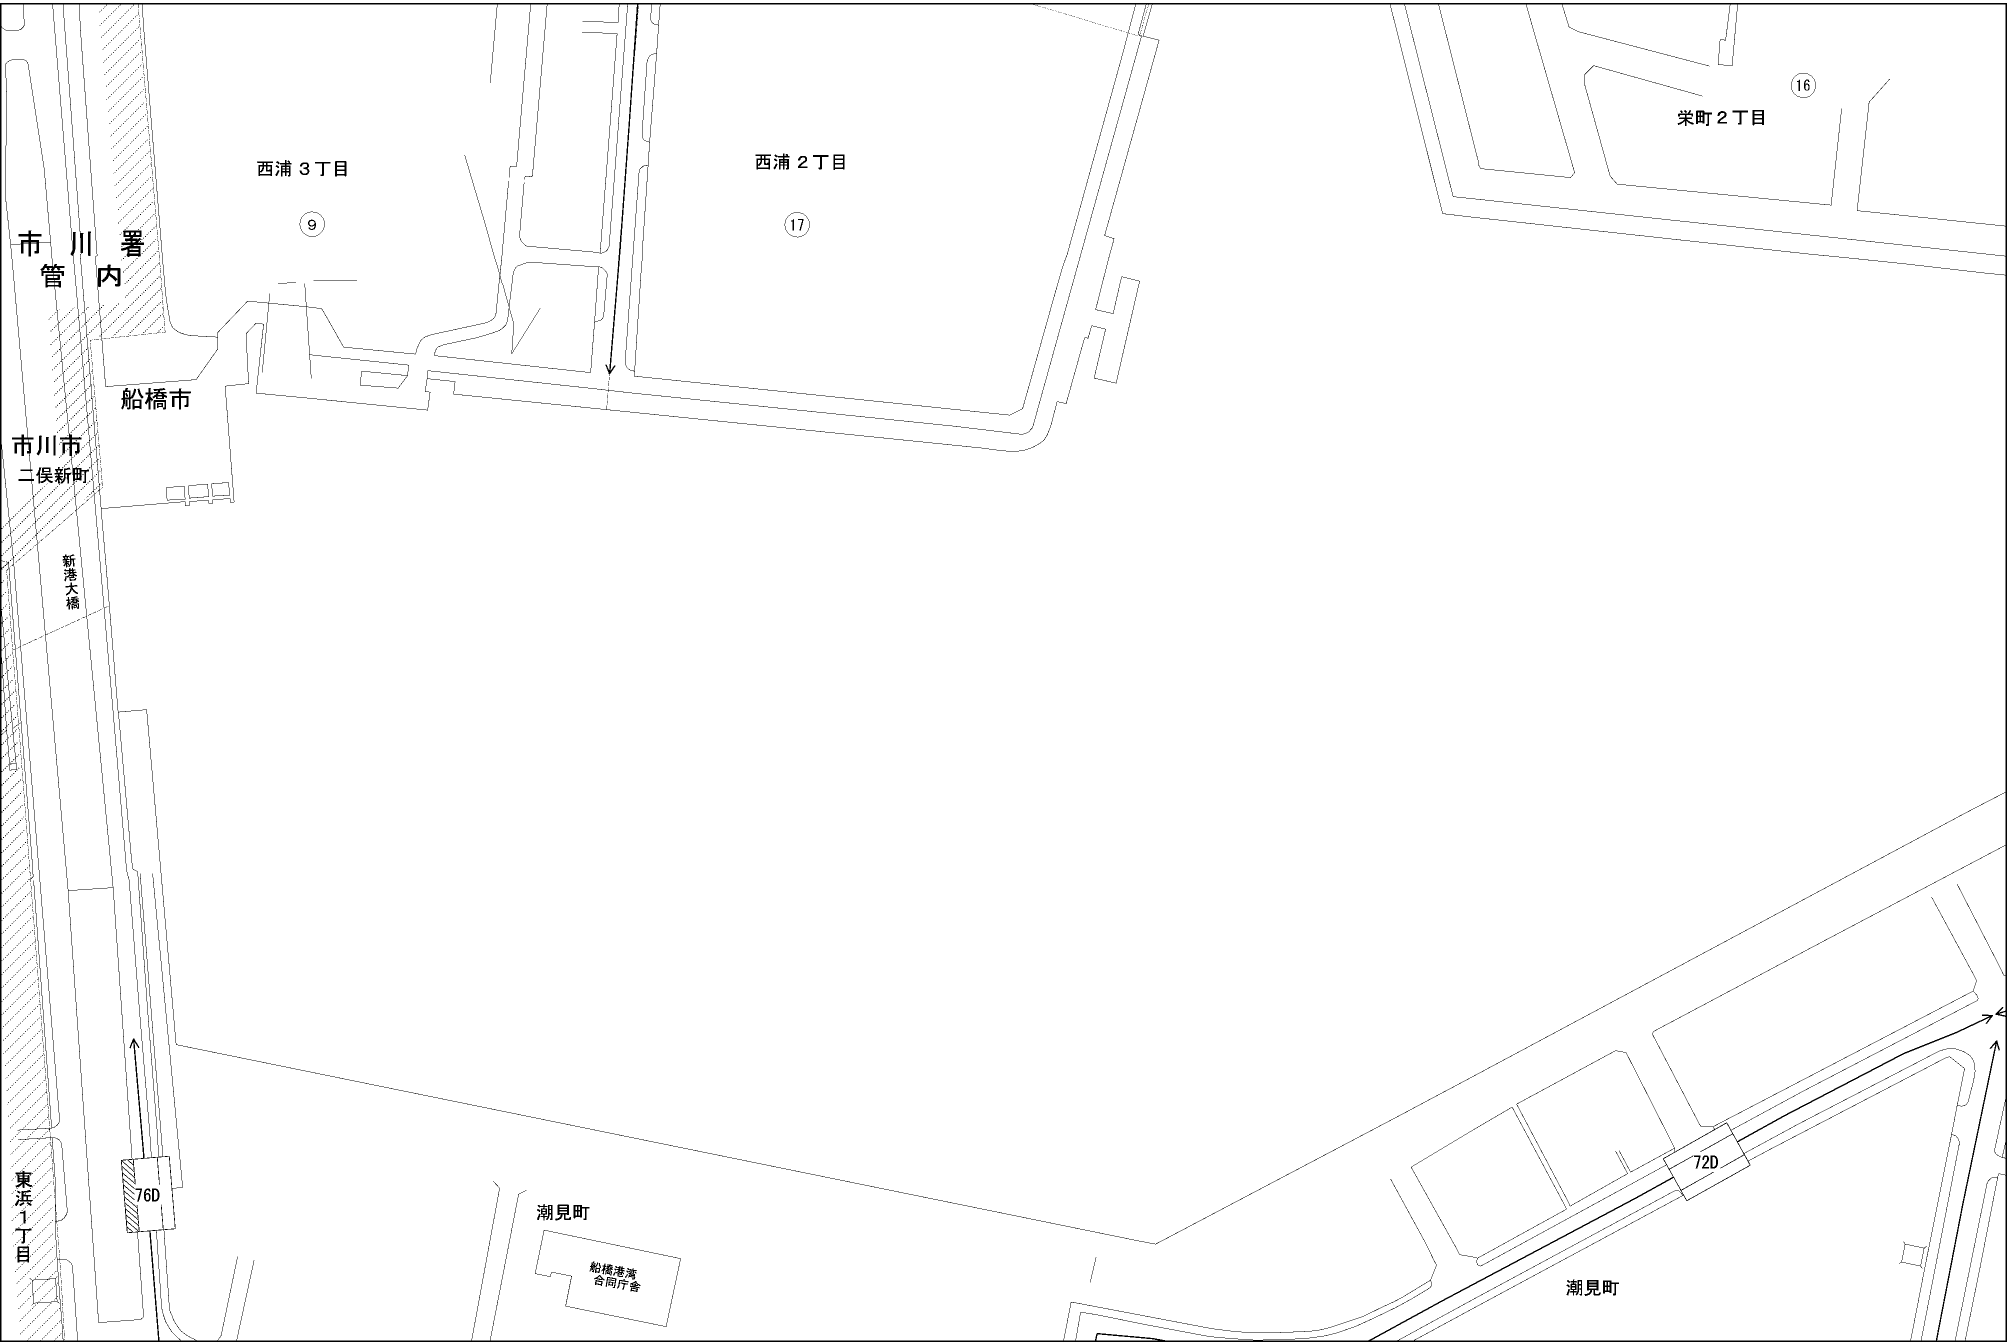 16
栄町２丁目
西浦３丁目
9
西浦２丁目
17
市川署
管内
船橋市
市川市
二俣新町
新港大橋
76D
東浜１丁目
潮見町
船橋港湾
合同庁舎
72D
潮見町